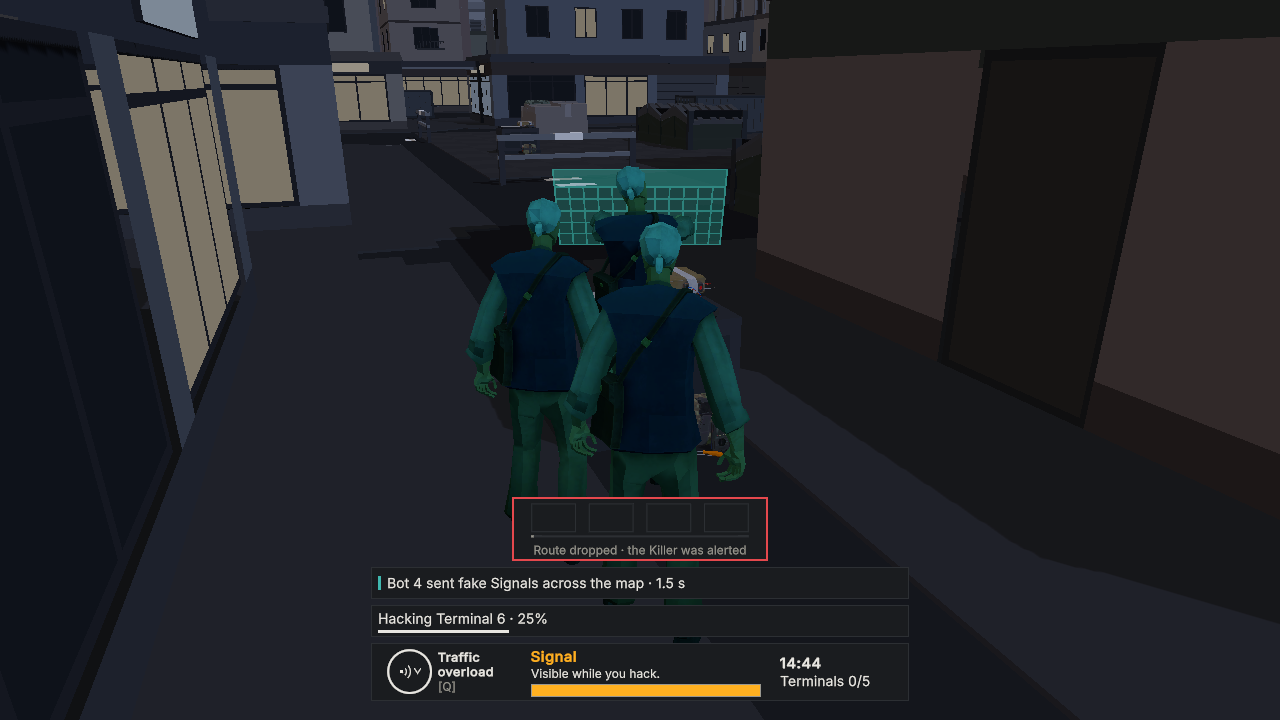 Route dropped · the Killer was alerted
Bot 4 sent fake Signals across the map · 1.5 s
Hacking Terminal 6 · 25%
Traffic
overload
[Q]
Signal
Visible while you hack.
14:44
Terminals 0/5